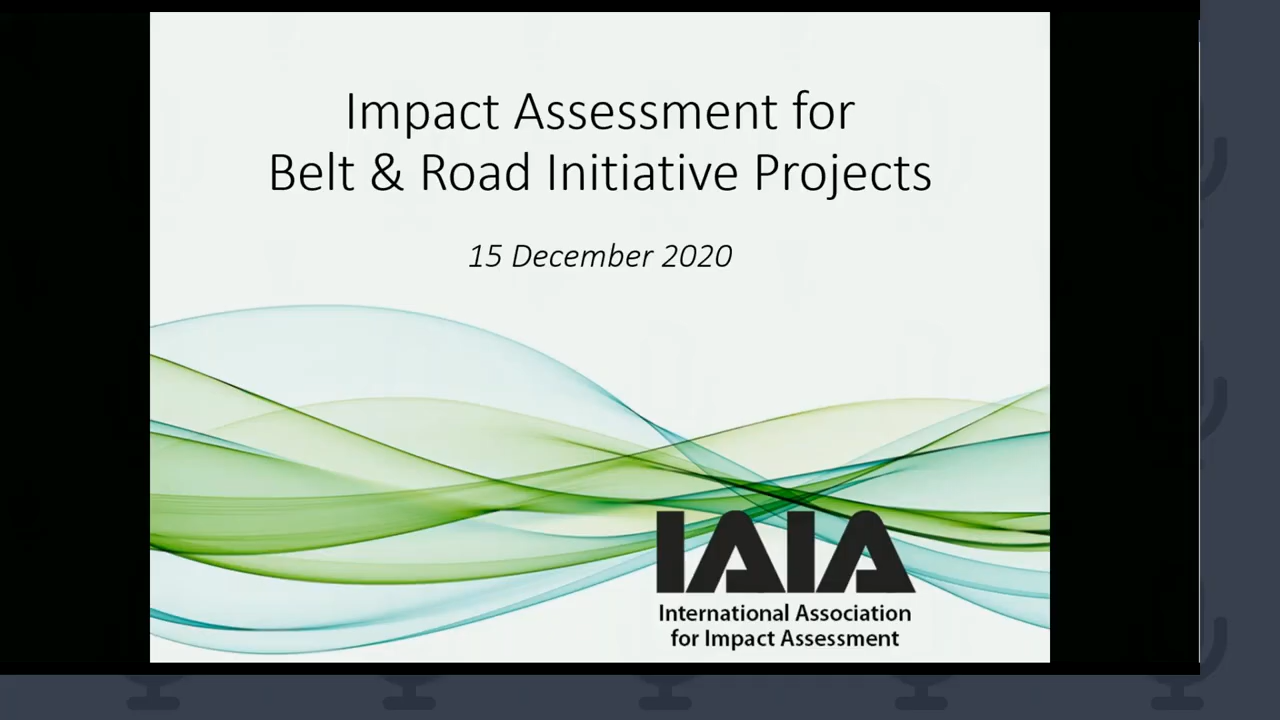 Impact Assessment for
Belt & Road Initiative Projects
15 December 2020
IAIA
International Association
for Impact Assessment